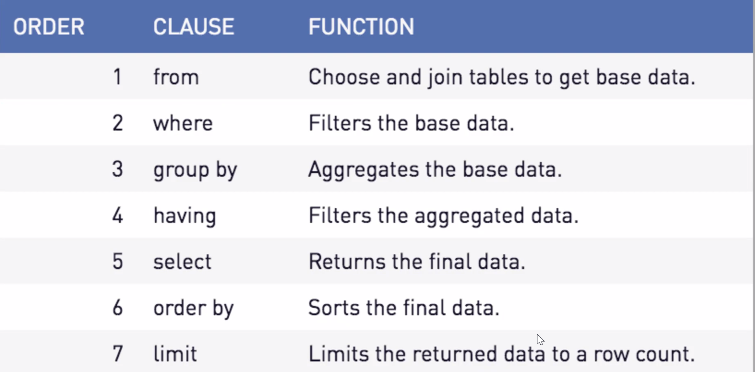 ORDER CLAUSE FUNCTION
1 from Choose and join tables to get base data.
2 where Filters the base data.
3 group by Aggregates the base data.
4 having Filters the aggregated data.
5 select Returns the final data.
6 order by Sorts the final data.
7 limit Limits the returned data to a row count.